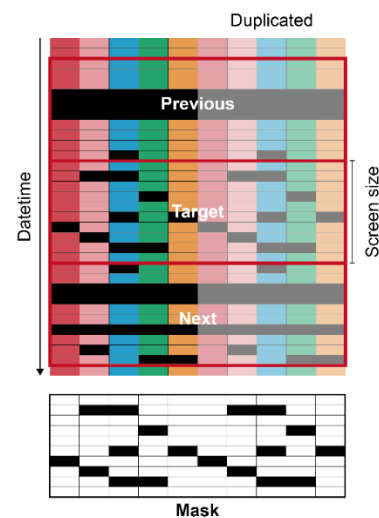 Duplicated
Previous
Target
Next
Datetime
Screen size
Mask